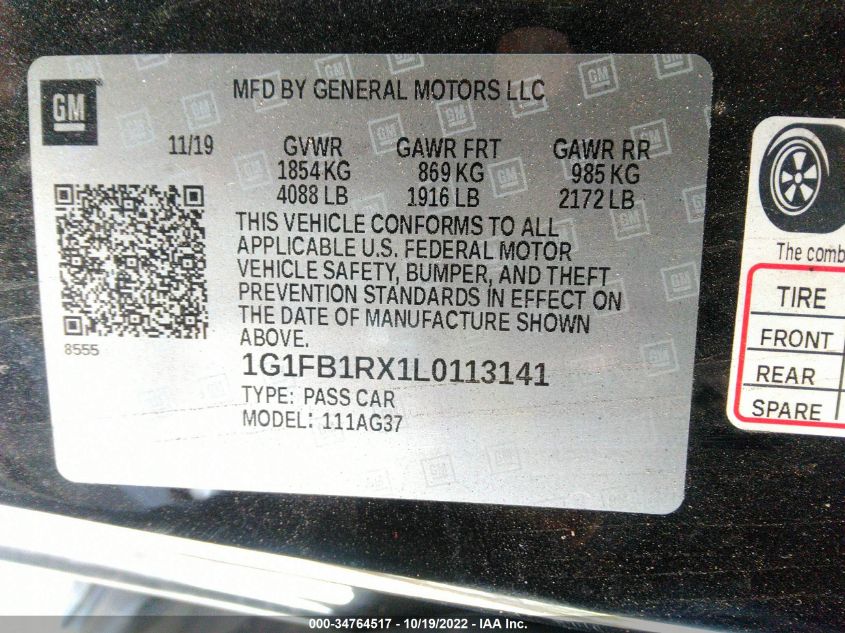 GM
MFD BY GENERAL MOTORS LLC
11/19 GVWR GAWR FRT GAWR RR
1854 KG 869 KG 985 KG
4088 LB 1916 LB 2172 LB
THIS VEHICLE CONFORMS TO ALL
APPLICABLE U.S. FEDERAL MOTOR
VEHICLE SAFETY, BUMPER, AND THEFT
PREVENTION STANDARDS IN EFFECT ON
THE DATE OF MANUFACTURE SHOWN
ABOVE.
8555
1G1FB1RX1L0113141
TYPE: PASS CAR
MODEL: 111AG37
The comb
TIRE
FRONT
REAR
SPARE
000-34764517 - 10/19/2022 - IAA Inc.